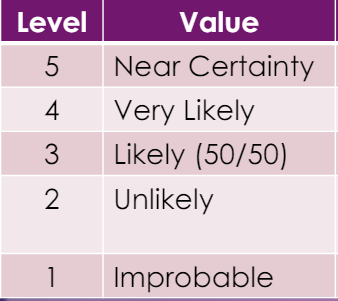 Level Value
5 Near Certainty
4 Very Likely
3 Likely (50/50)
2 Unlikely
1 Improbable